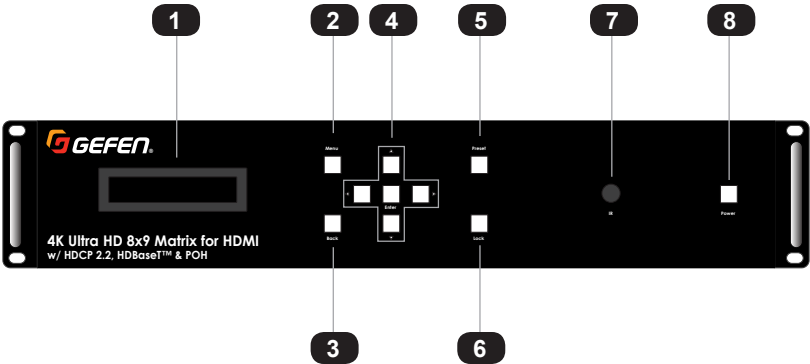 1
2
4
5
7
8
GEFEN.
Menu
Preset
Enter
IR
Power
Back
Lock
4K Ultra HD 8x9 Matrix for HDMI
w/ HDCP 2.2, HDBaseT™ & POH
3
6